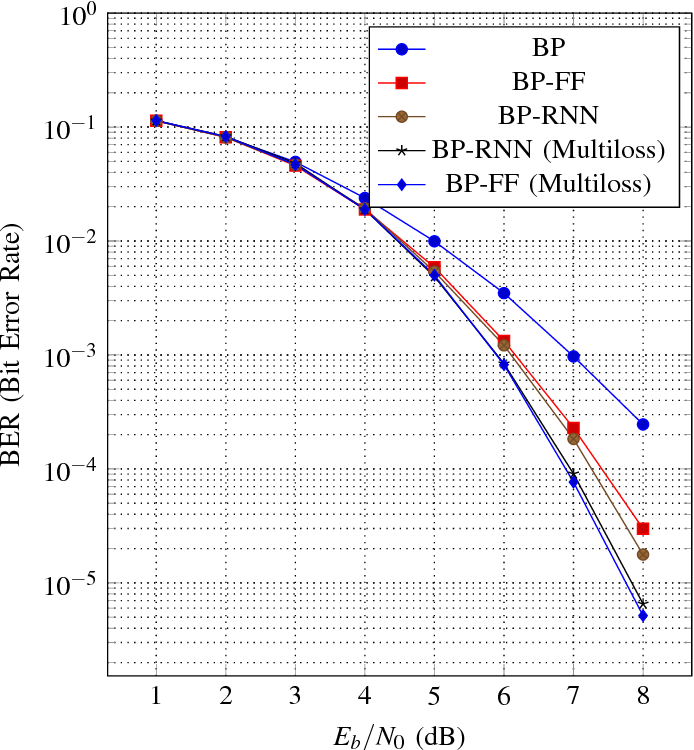 10^0
10^−1
10^−2
10^−3
10^−4
10^−5
BER (Bit Error Rate)
BP
BP-FF
BP-RNN
BP-RNN (Multiloss)
BP-FF (Multiloss)
1 2 3 4 5 6 7 8
E_b/N_0 (dB)